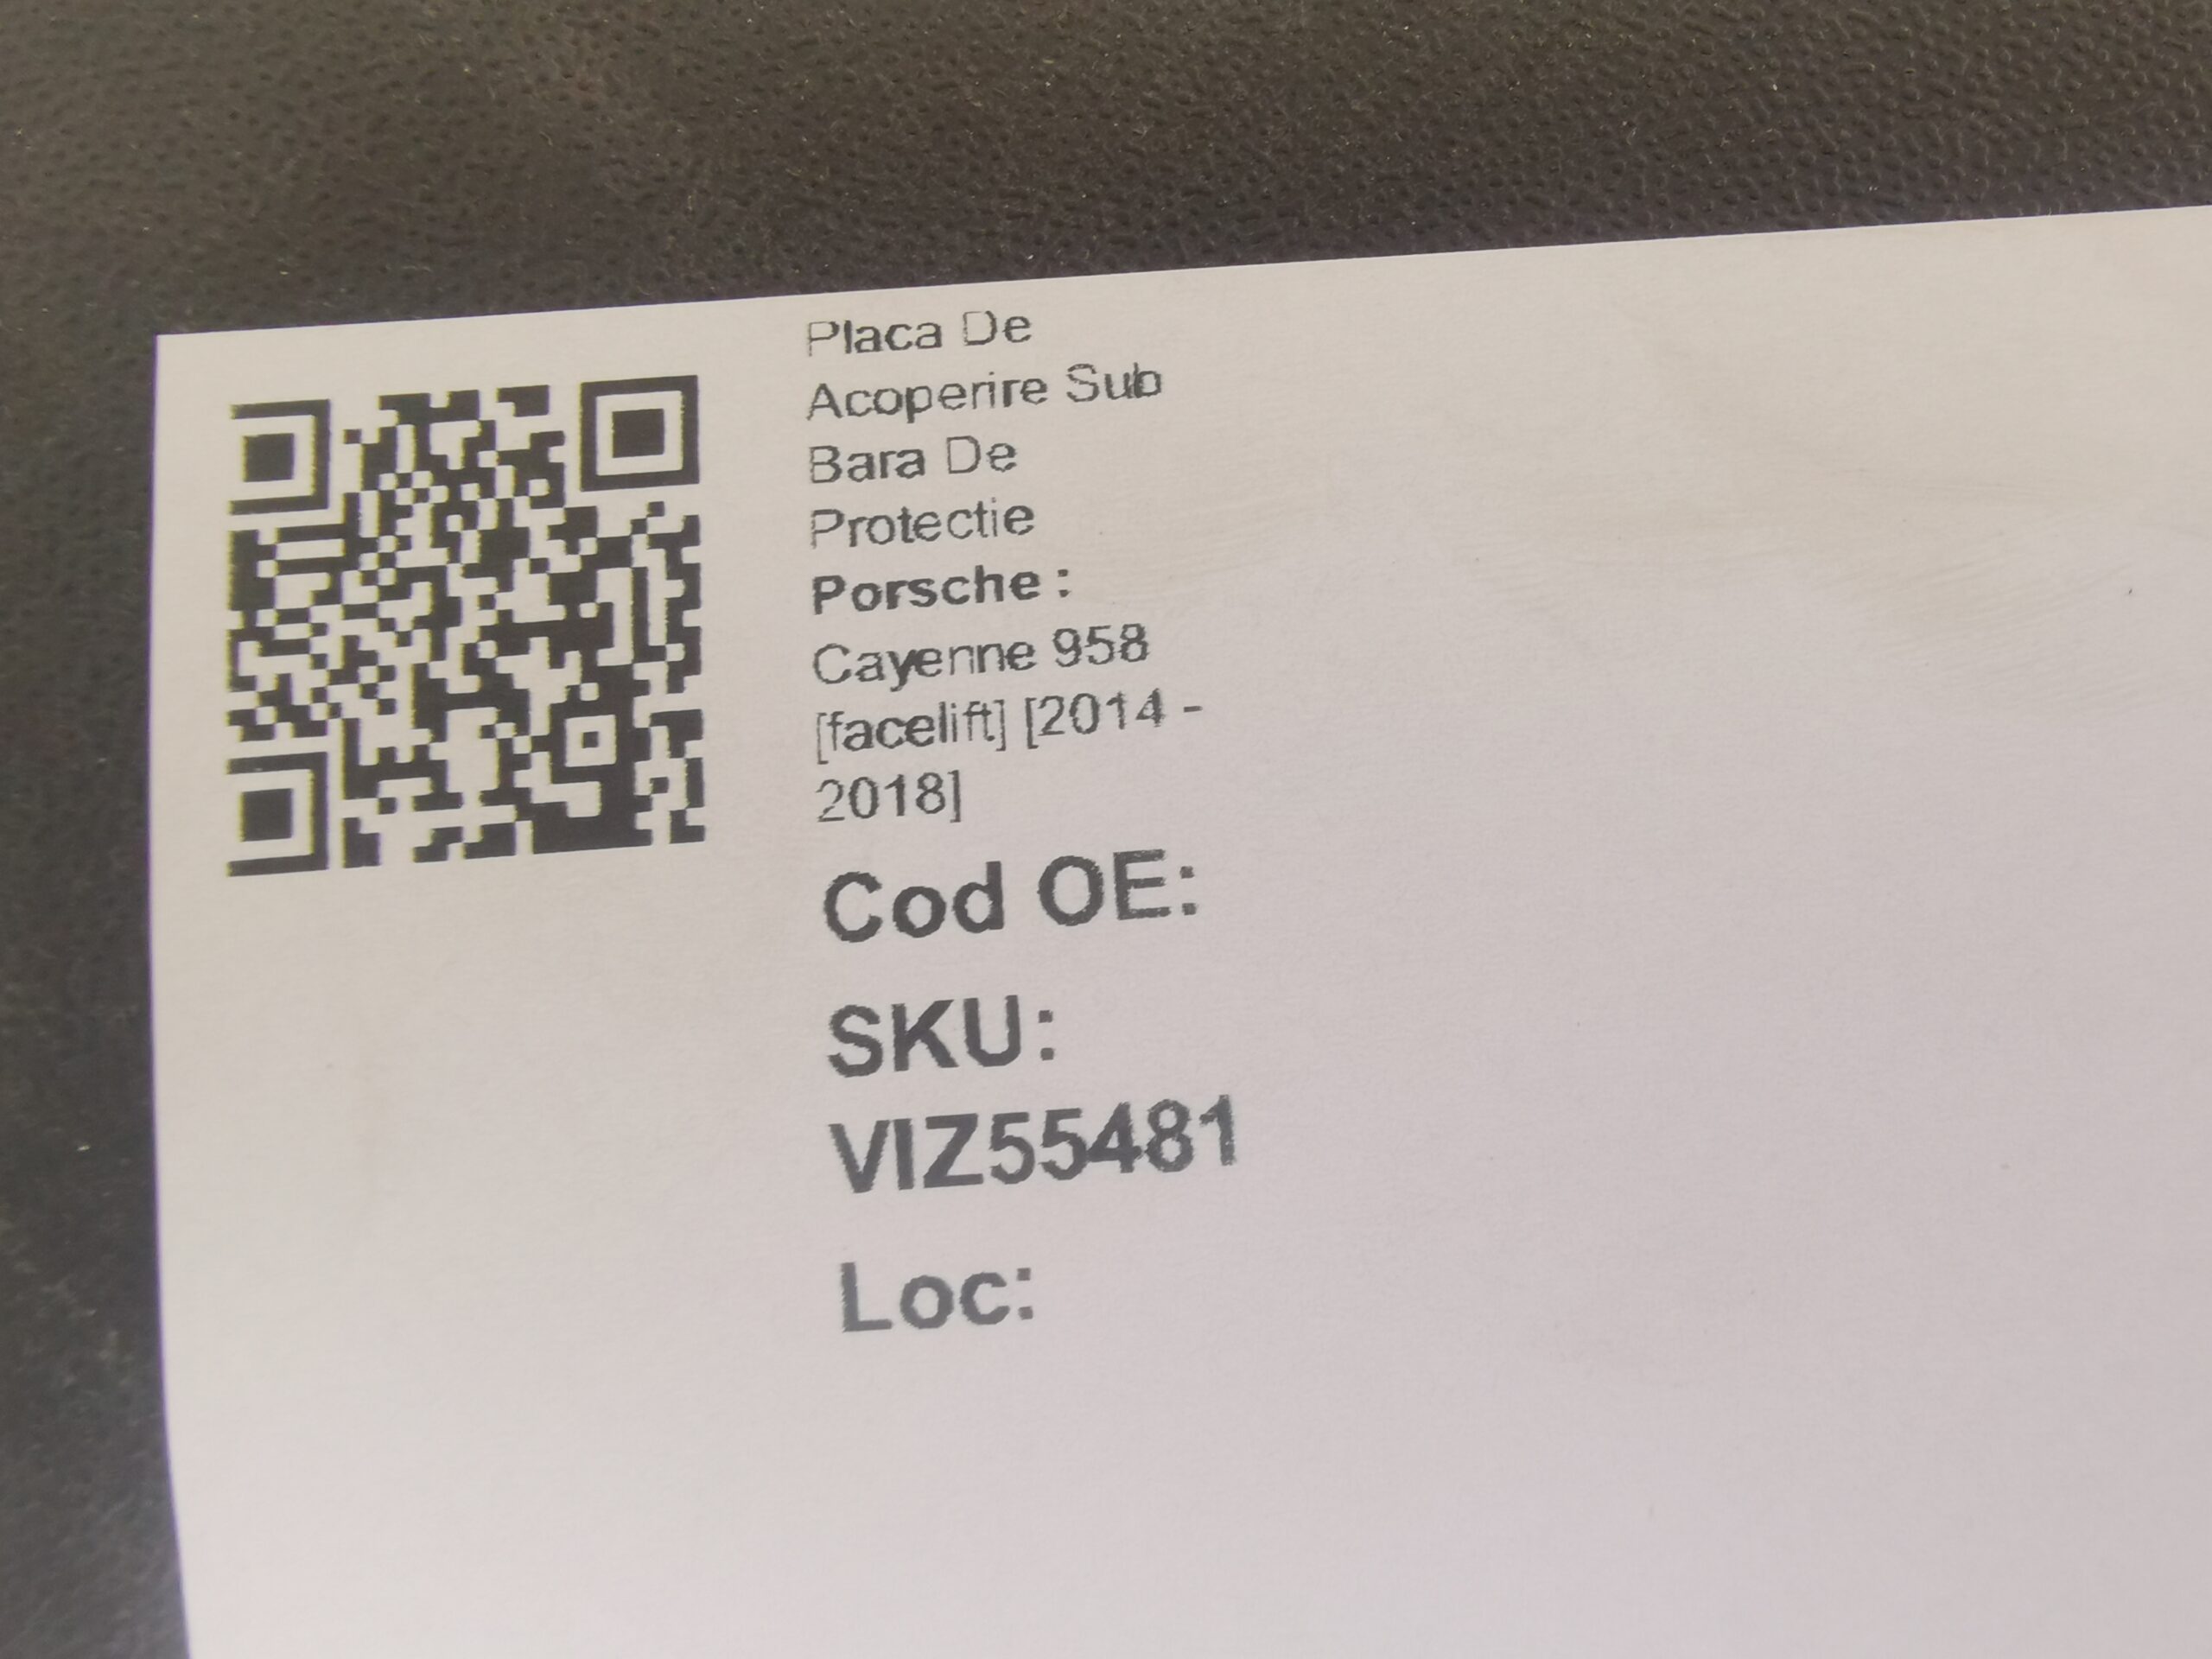 Placa De
Acoperire Sub
Bara De
Protectie
Porsche :
Cayenne 958
[facelift] [2014 -
2018]
Cod OE:
SKU:
VIZ55481
Loc: